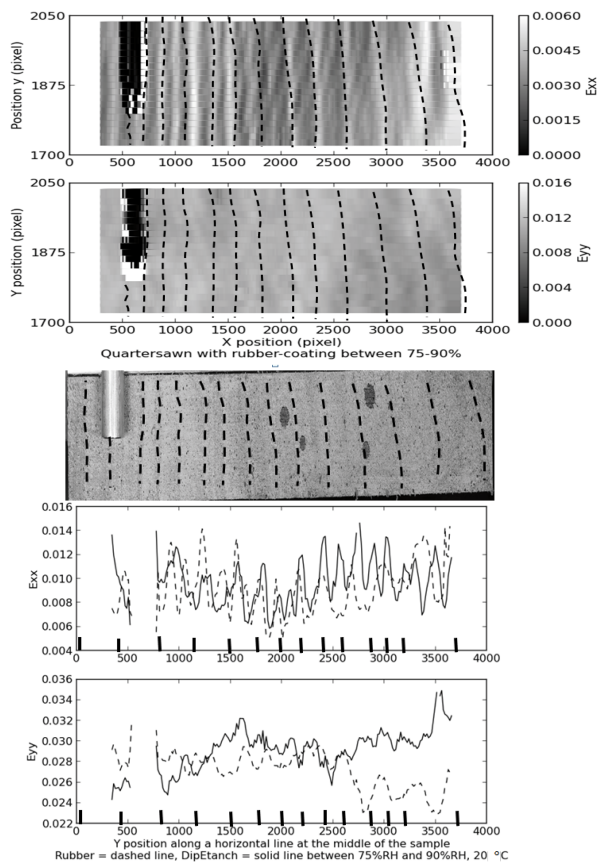 2050
0.0060
Position y (pixel)
0.0045
1875
0.0030
Exx
0.0015
1700
0.0000
0 500 1000 1500 2000 2500 3000 3500 4000
2050
0.016
Y position (pixel)
0.012
1875
0.008
Eyy
0.004
1700
0.000
0 500 1000 1500 2000 2500 3000 3500 4000
X position (pixel)
Quartersawn with rubber-coating between 75-90%
0.016
0.014
0.012
Exx
0.010
0.008
0.006
0.004
0 500 1000 1500 2000 2500 3000 3500 4000
0.036
0.034
0.032
0.030
Eyy
0.028
0.026
0.024
0.022
0 500 1000 1500 2000 2500 3000 3500 4000
Y position along a horizontal line at the middle of the sample
Rubber = dashed line, DipEtanch = solid line between 75%RH and 90%RH, 20 °C